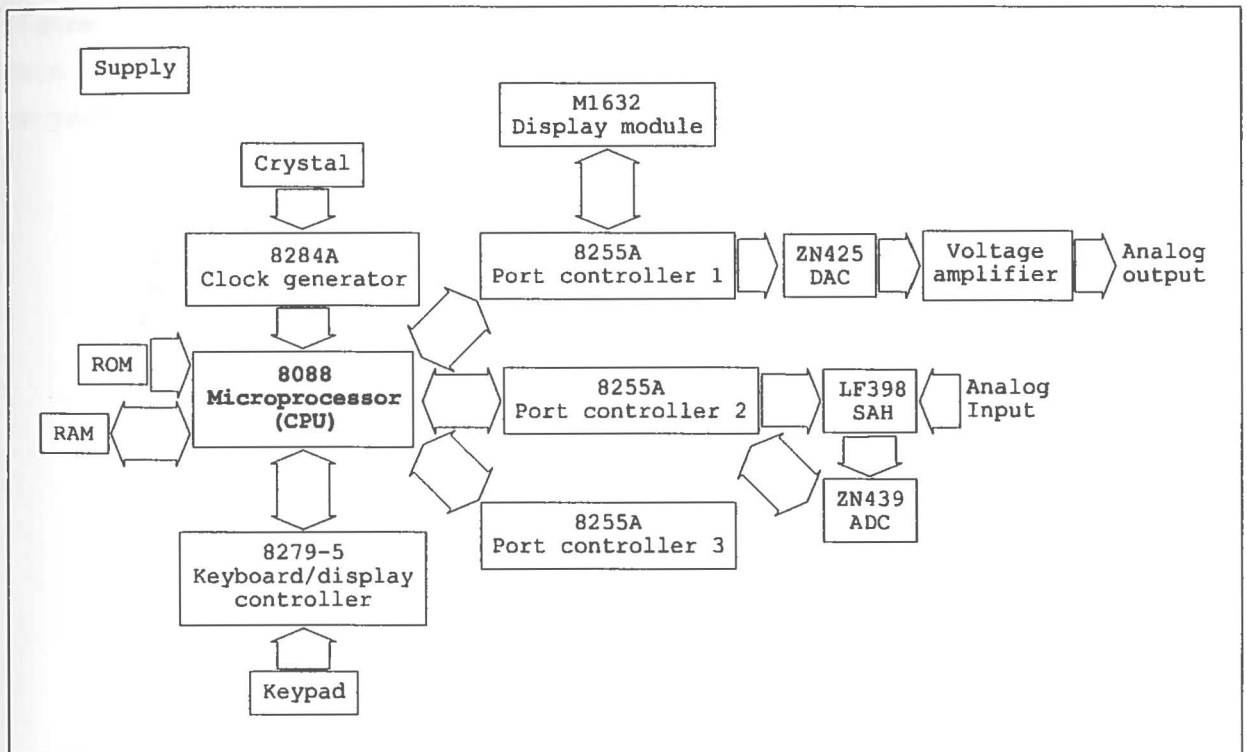 Supply
M1632
Display module
Crystal
8284A
Clock generator
8255A
Port controller 1
ZN425
DAC
Voltage
amplifier
Analog
output
ROM
RAM
8088
Microprocessor
(CPU)
8255A
Port controller 2
LF398
SAH
Analog
Input
8255A
Port controller 3
ZN439
ADC
8279-5
Keyboard/display
controller
Keypad